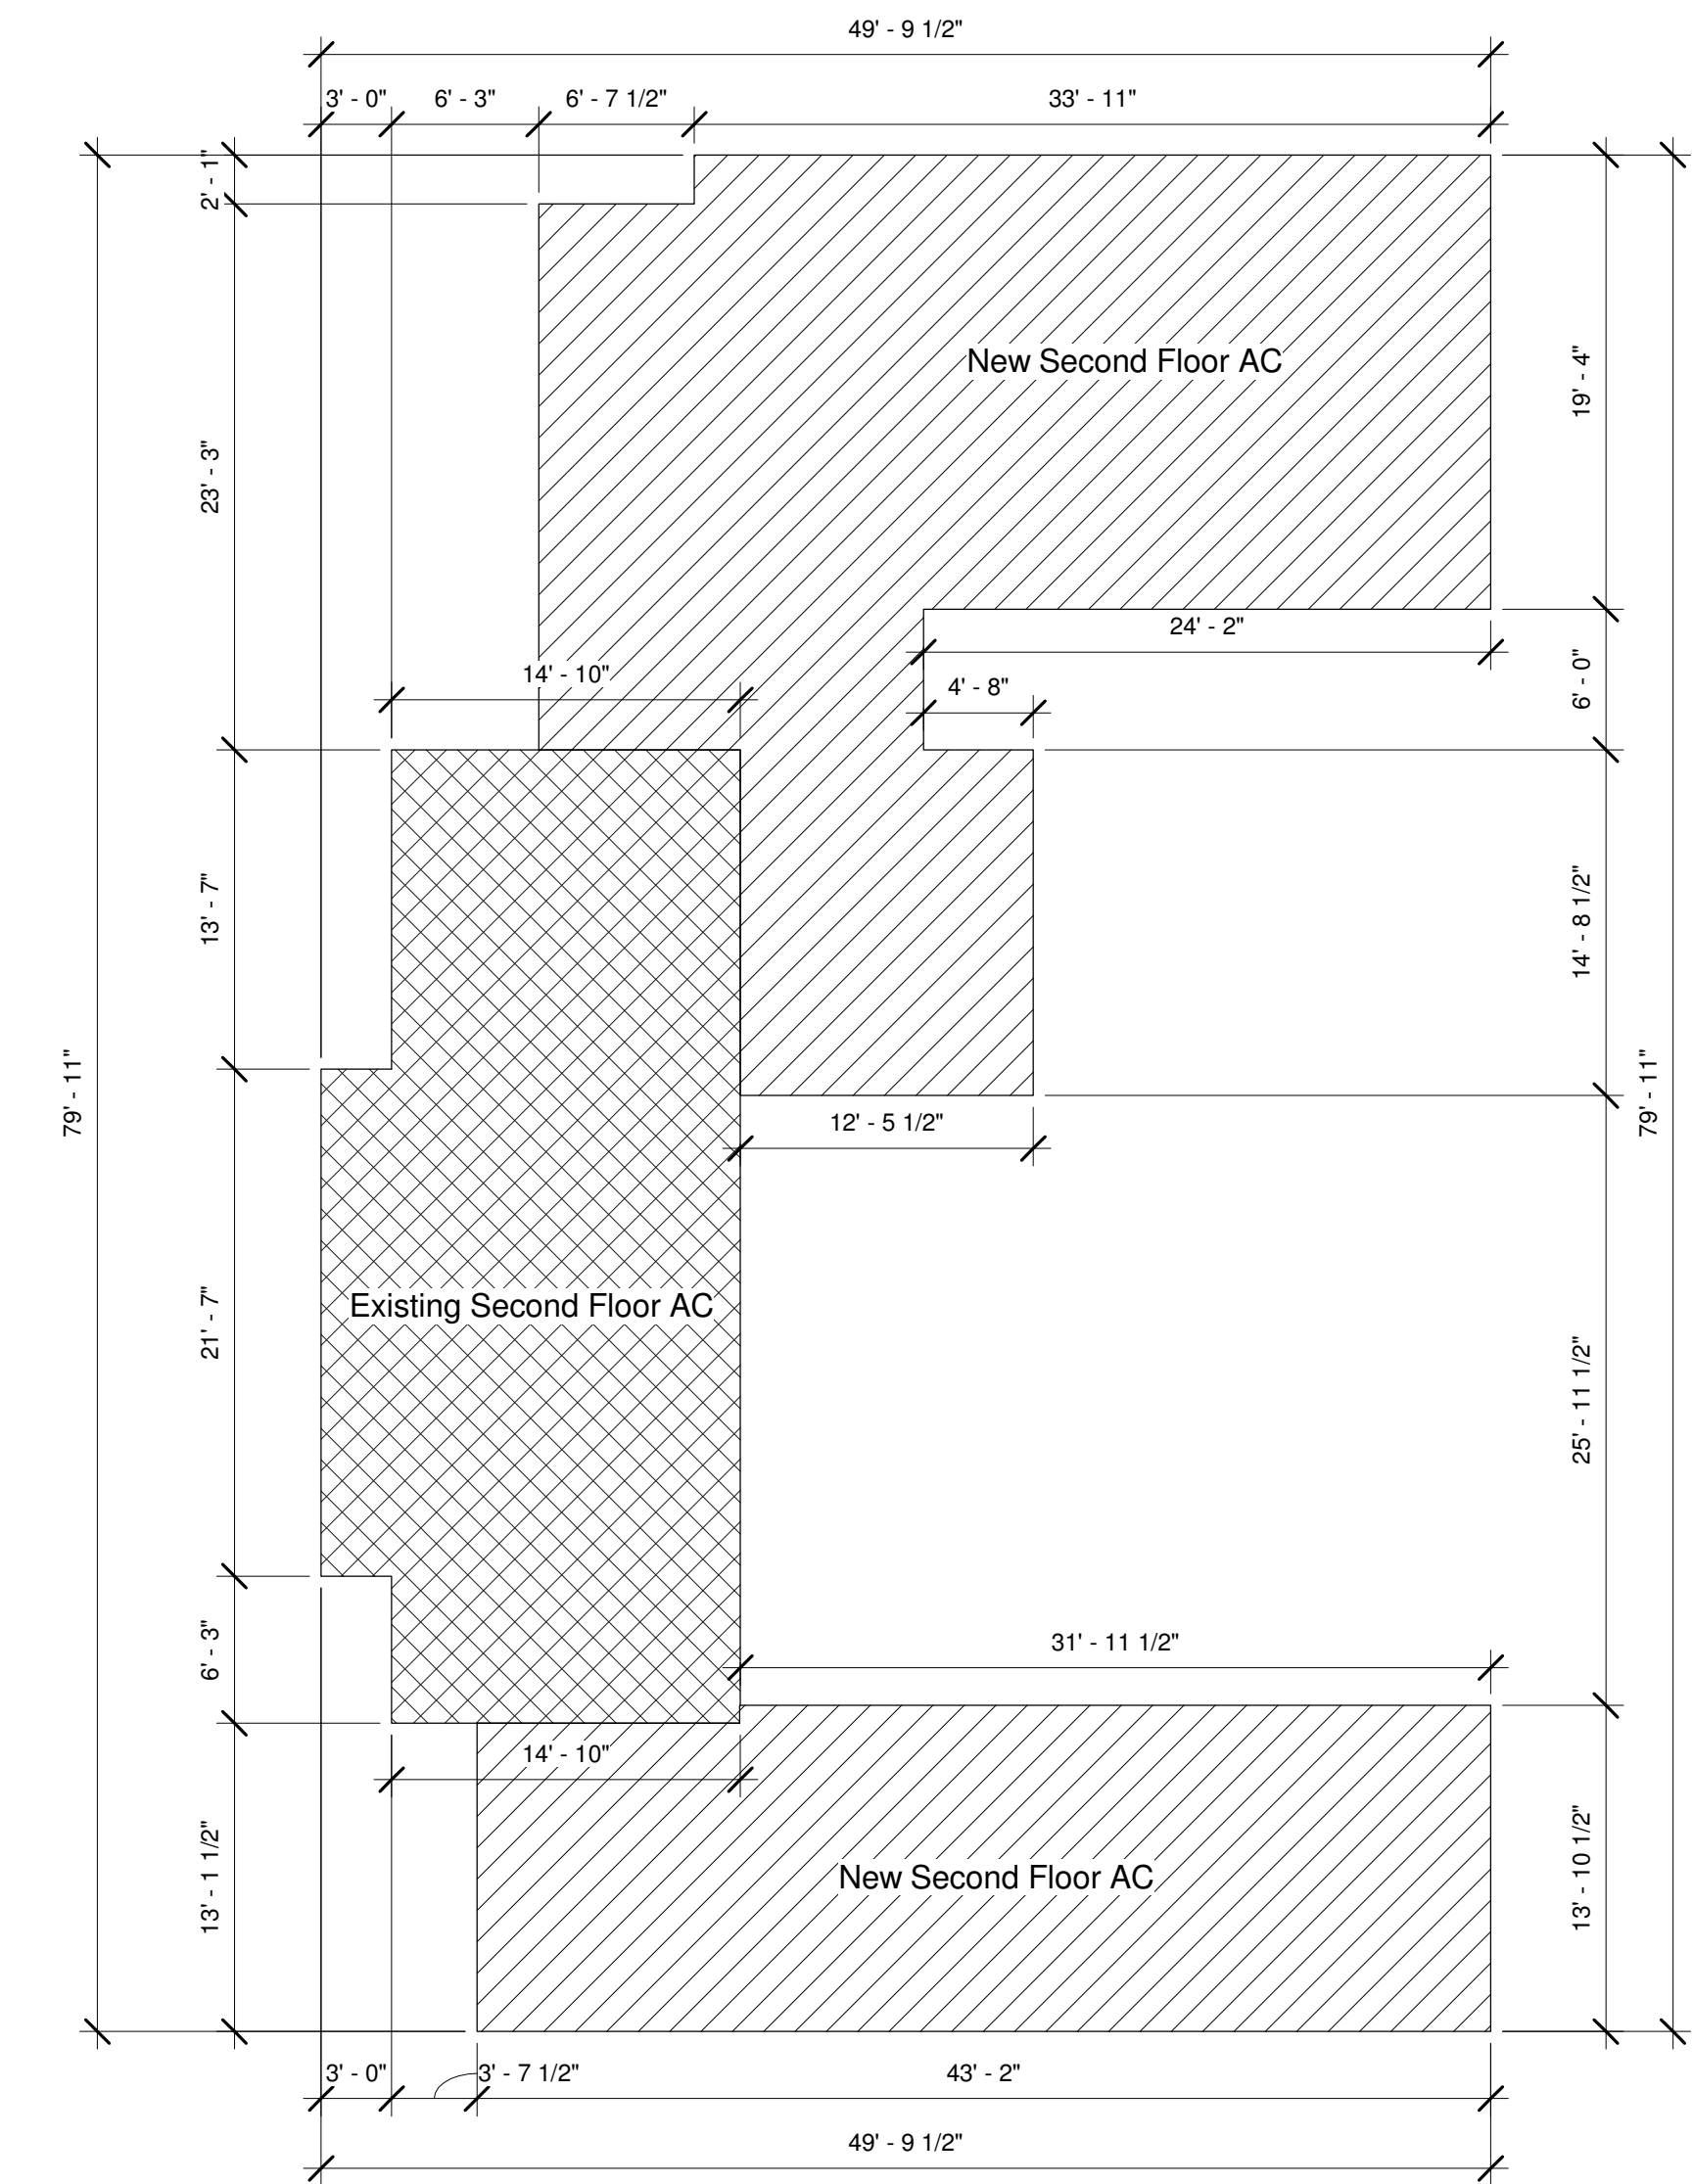 49' - 9 1/2"
3' - 0" 6' - 3" 6' - 7 1/2" 33' - 11"
2' - 1"
New Second Floor AC
19' - 4"
23' - 3"
24' - 2"
6' - 0"
14' - 10"
4' - 8"
13' - 7"
14' - 8 1/2"
79' - 11"
79' - 11"
12' - 5 1/2"
Existing Second Floor AC
21' - 7"
25' - 11 1/2"
6' - 3"
31' - 11 1/2"
14' - 10"
13' - 1 1/2"
New Second Floor AC
13' - 10 1/2"
3' - 0" 3' - 7 1/2" 43' - 2"
49' - 9 1/2"